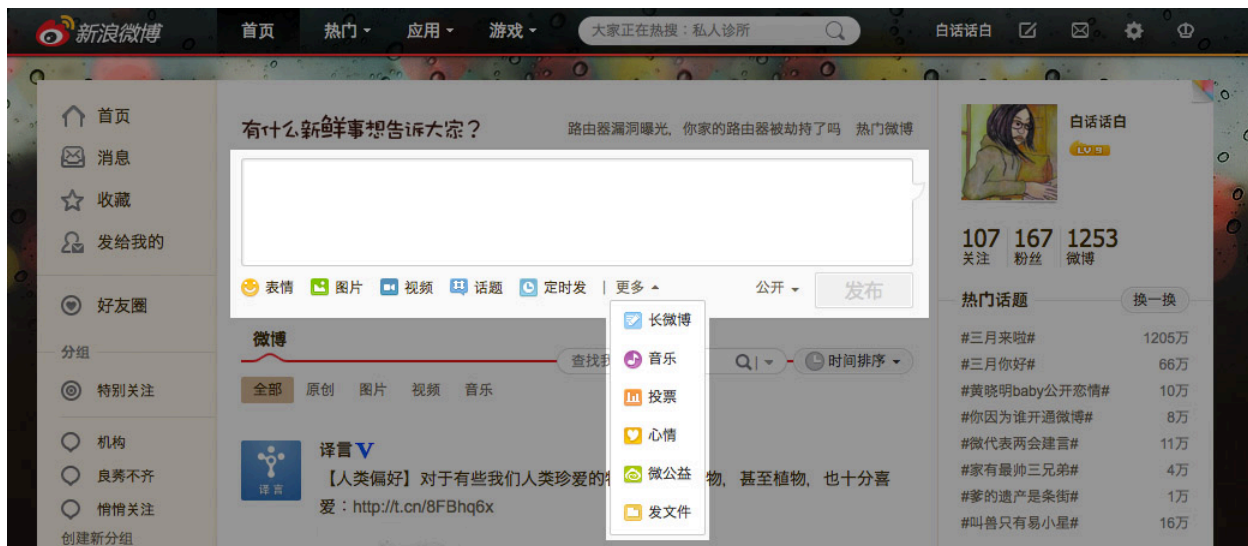 新浪微博
首页 热门 应用 游戏 大家正在热搜：私人诊所 白话话白
首页
消息
收藏
发给我的
好友圈
分组
特别关注
机构
良莠不齐
悄悄关注
创建新分组
有什么新鲜事想告诉大家？
路由器漏洞曝光，你家的路由器被劫持了吗 热门微博
表情 图片 视频 话题 定时发 | 更多 公开 发布
长微博
音乐
投票
心情
微公益
发文件
微博
查找 时间排序
全部 原创 图片 视频 音乐
译言
译言 V
【人类偏好】对于有些我们人类珍爱的 物，甚至植物，也十分喜
爱：http://t.cn/8FBhq6x
白话话白
LV.9
107 167 1253
关注 粉丝 微博
热门话题 换一换
#三月来啦# 1205万
#三月你好# 66万
#黄晓明baby公开恋情# 10万
#你因为谁开通微博# 8万
#微代表两会建言# 11万
#家有最帅三兄弟# 4万
#爹的遗产是条街# 1万
#叫兽只有易小星# 16万